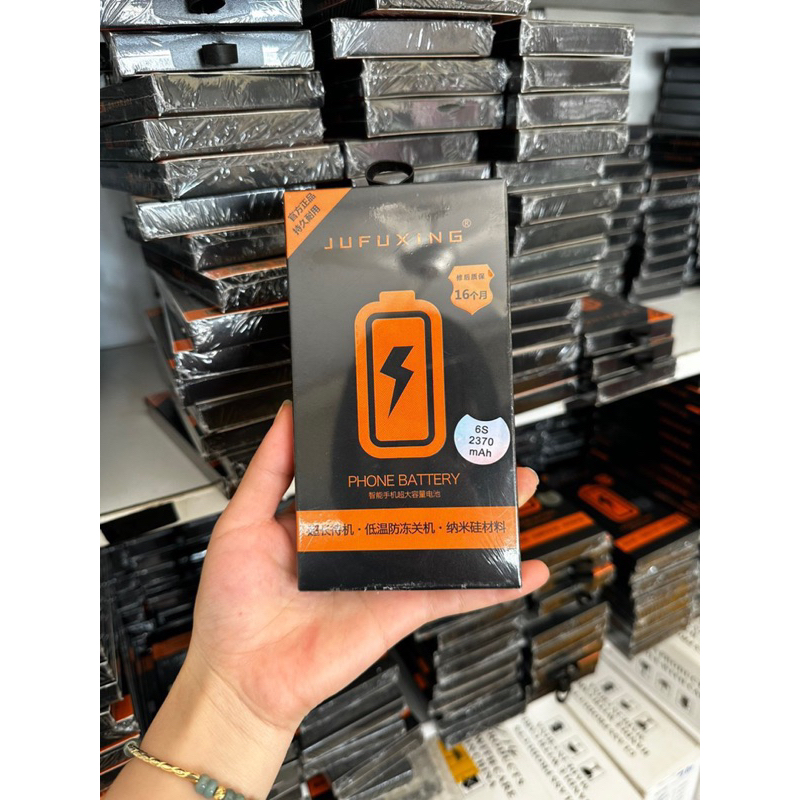 官方正品
持久耐用
JUFUXING®
售后质保
16个月
6S
2370
mAh
PHONE BATTERY
智能手机超大容量电池
超长待机·低温防冻关机·纳米硅材料